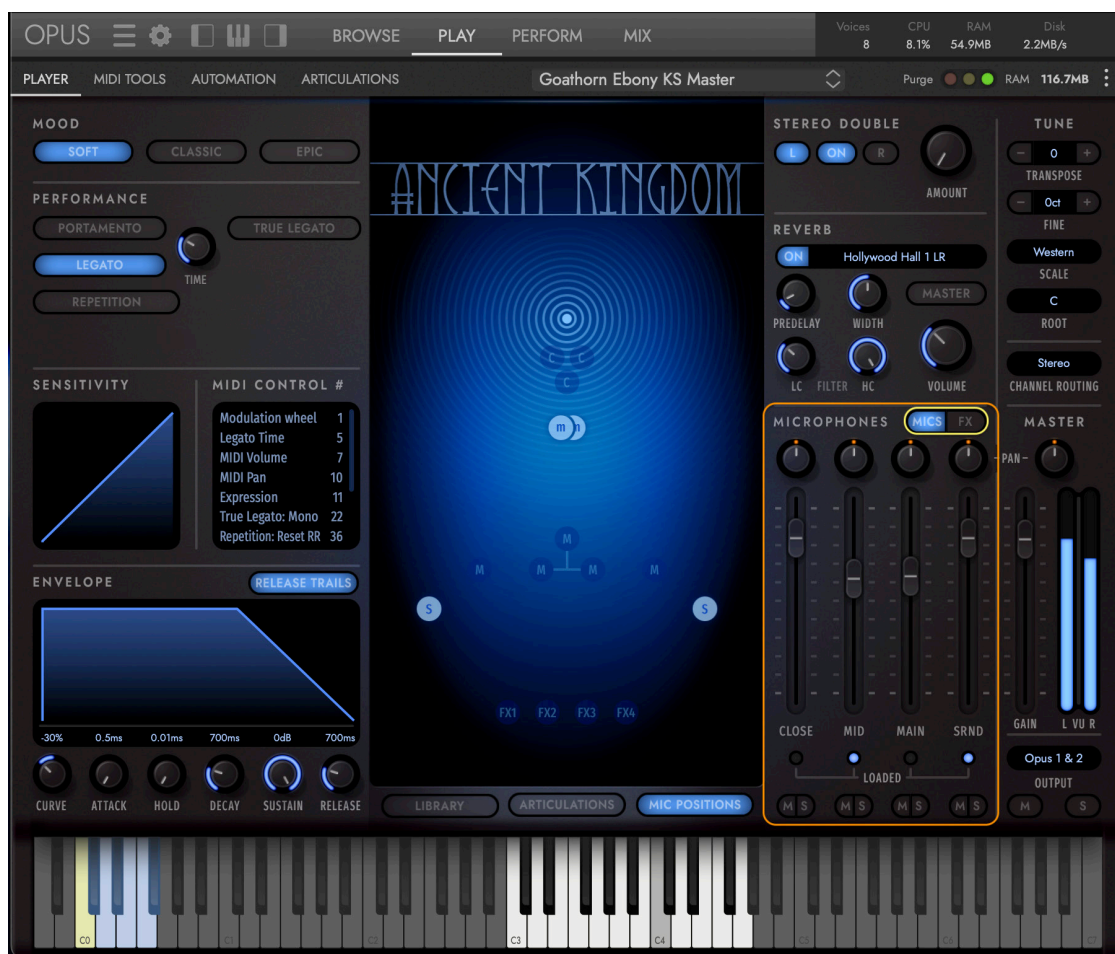 OPUS BROWSE PLAY PERFORM MIX Voices 8 CPU 8.1% RAM 54.9MB Disk 2.2MB/s
PLAYER MIDI TOOLS AUTOMATION ARTICULATIONS Goathorn Ebony KS Master Purge RAM 116.7MB
MOOD
SOFT CLASSIC EPIC
PERFORMANCE
PORTAMENTO TRUE LEGATO
LEGATO
TIME
REPETITION
SENSITIVITY
MIDI CONTROL #
Modulation wheel 1
Legato Time 5
MIDI Volume 7
MIDI Pan 10
Expression 11
True Legato: Mono 22
Repetition: Reset RR 36
ENVELOPE RELEASE TRAILS
-30% 0.5ms 0.01ms 700ms 0dB 700ms
CURVE ATTACK HOLD DECAY SUSTAIN RELEASE
ANCIENT KINGDOM
C C
C
m
M
M M M M
S S
FX1 FX2 FX3 FX4
LIBRARY ARTICULATIONS MIC POSITIONS
STEREO DOUBLE
L ON R
AMOUNT
REVERB
ON Hollywood Hall 1 LR
MASTER
PREDELAY WIDTH
LC FILTER HC VOLUME
TUNE
- 0 +
TRANSPOSE
- 0ct +
FINE
Western
SCALE
C
ROOT
Stereo
CHANNEL ROUTING
MICROPHONES MICS FX
CLOSE MID MAIN SRND
LOADED
M S M S M S M S
MASTER
PAN
GAIN L VU R
Opus 1 & 2
OUTPUT
M S
C0 C1 C2 C3 C4 C5 C6 C7